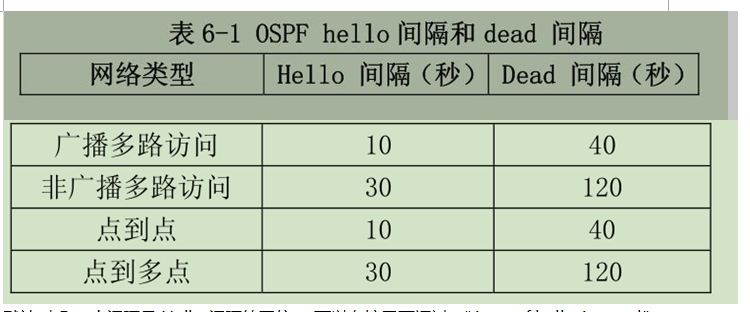 表 6-1 OSPF hello 间隔和 dead 间隔
网络类型 Hello 间隔（秒） Dead 间隔（秒）
广播多路访问 10 40
非广播多路访问 30 120
点到点 10 40
点到多点 30 120